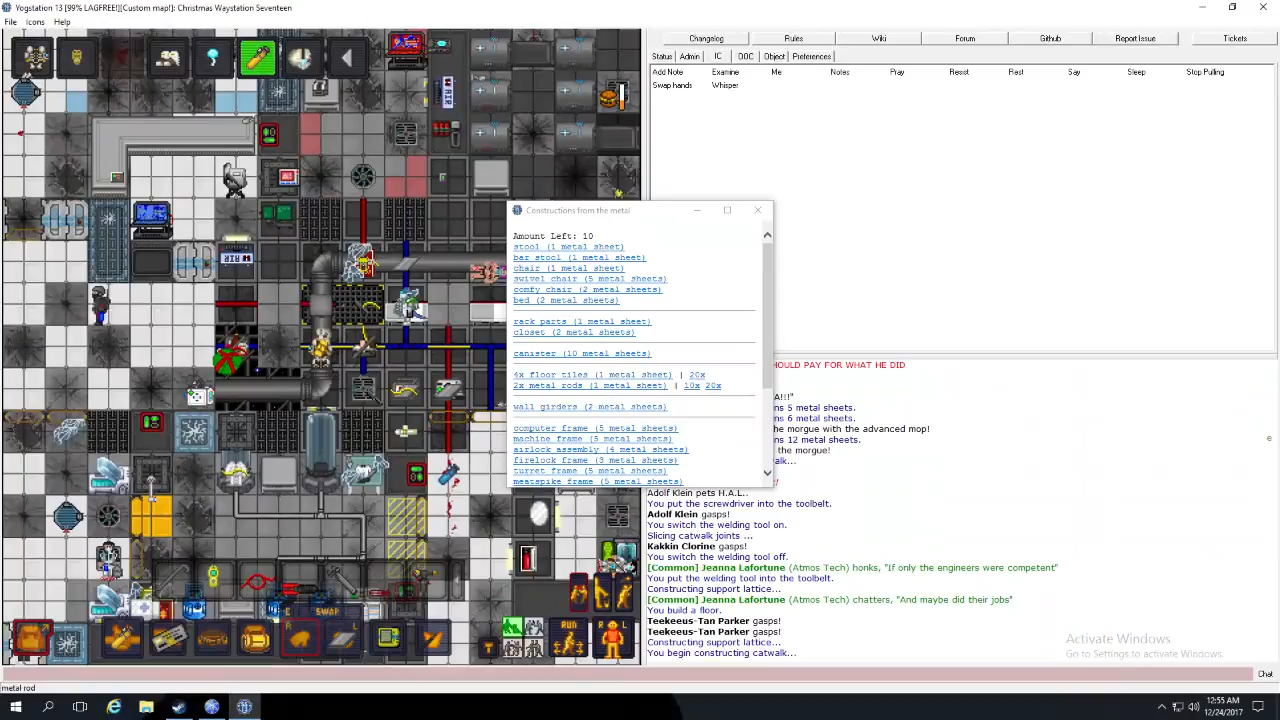 Yogstation 13 [99% LAGFREE!][Custom map!]: Christmas Waystation Seventeen
File Icons Help
Changelog Rules Wiki Forum Github Report Issue Tickets
Status Admin IC OOC Object Preferences
Add Note Examine Me Notes Pray Resist Rest Say Sleep Stop Pulling
Swap hands Whisper
AIR
AIR
Constructions from the metal
Amount Left: 10
stool (1 metal sheet)
bar stool (1 metal sheet)
chair (1 metal sheet)
swivel chair (5 metal sheets)
comfy chair (2 metal sheets)
bed (2 metal sheets)
rack parts (1 metal sheet)
closet (2 metal sheets)
canister (10 metal sheets)
4x floor tiles (1 metal sheet) | 20x
2x metal rods (1 metal sheet) | 10x 20x
wall girders (2 metal sheets)
computer frame (5 metal sheets)
machine frame (5 metal sheets)
airlock assembly (4 metal sheets)
firelock frame (3 metal sheets)
turret frame (5 metal sheets)
meatspike frame (5 metal sheets)
HOULD PAY FOR WHAT HE DID
A!!!"
ns 5 metal sheets.
ns 6 metal sheets.
the morgue with the advanced mop!
ns 12 metal sheets.
the morgue!
alk...
Adolf Klein pets H.A.L..
You put the screwdriver into the toolbelt.
Adolf Klein gasps!
You switch the welding tool on.
Slicing catwalk joints ...
Kakkin Clorine gasps!
You switch the welding tool off.
[Common] Jeanna Lafortune (Atmos Tech) honks, "If only the engineers were competent"
You put the welding tool into the toolbelt.
Constructing support lattice...
[Common] Jeanna Lafortune (Atmos Tech) chatters, "And maybe did their jobs"
You build a floor.
Teekeeus-Tan Parker gasps!
Teekeeus-Tan Parker gasps!
Constructing support lattice...
You begin constructing catwalk...
E SWAP
R L
RUN
R L
Activate Windows
Go to Settings to activate Windows.
Chat
metal rod
12:55 AM
12/24/2017